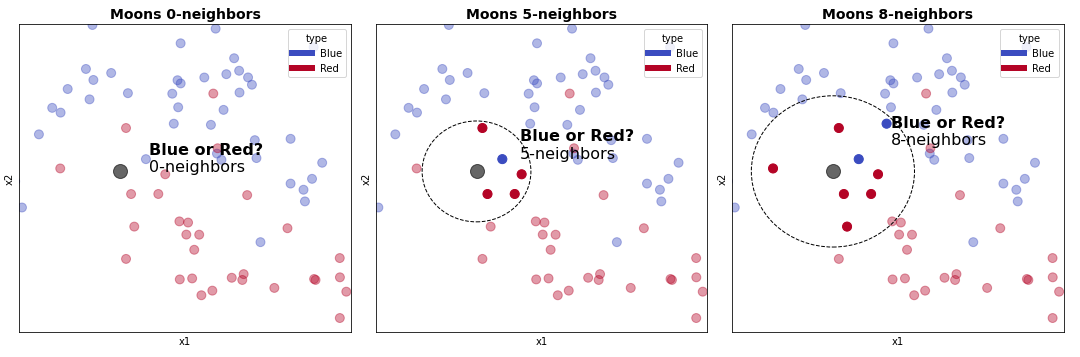 Moons 0-neighbors
type
Blue
Red
Blue or Red?
0-neighbors
x2
x1
Moons 5-neighbors
type
Blue
Red
Blue or Red?
5-neighbors
x2
x1
Moons 8-neighbors
type
Blue
Red
Blue or Red?
8-neighbors
x2
x1